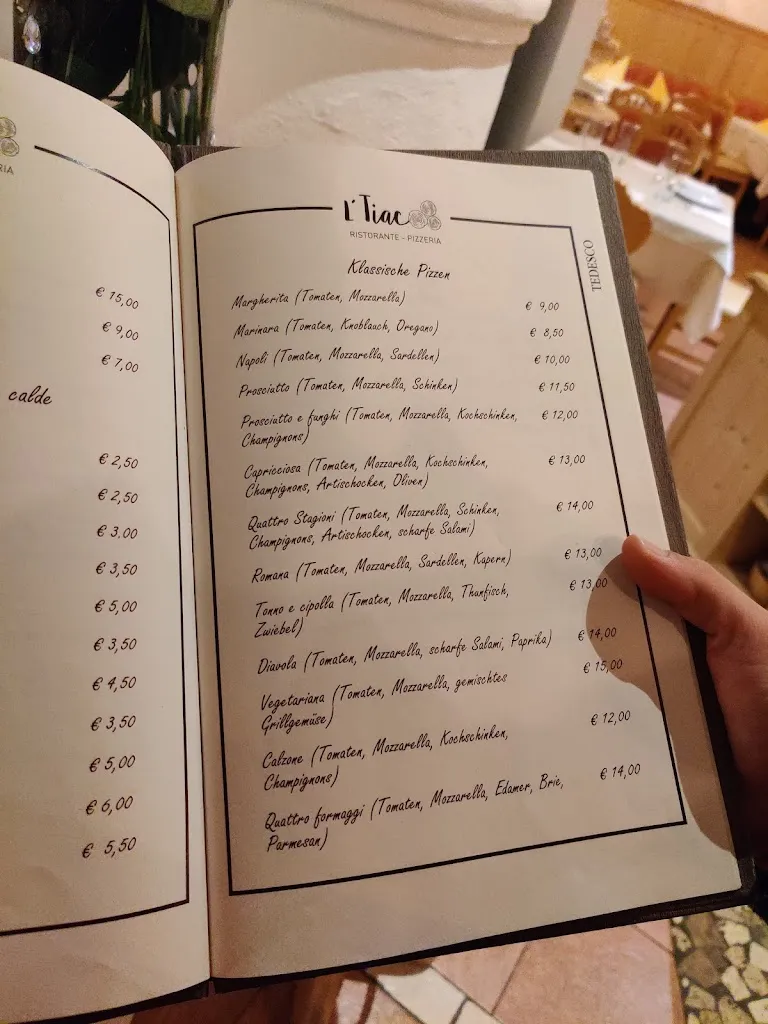 RIA
€ 15,00
€ 9,00
€ 7,00
calde
€ 2,50
€ 2,50
€ 3.00
€ 3,50
€ 5,00
€ 3,50
€ 4,50
€ 3,50
€ 5,00
€ 6,00
€ 5,50
L' Tiac
RISTORANTE - PIZZERIA
TEDESCO
Klassische Pizzen
Margherita (Tomaten, Mozzarella) € 9,00
Marinara (Tomaten, Knoblauch, Oregano) € 8,50
Napoli (Tomaten, Mozzarella, Sardellen) € 10,00
Prosciutto (Tomaten, Mozzarella, Schinken) € 11,50
Prosciutto e funghi (Tomaten, Mozzarella, Kochschinken, € 12,00
Champignons)
Capricciosa (Tomaten, Mozzarella, Kochschinken, € 13,00
Champignons, Artischocken, Oliven)
Quattro Stagioni (Tomaten, Mozzarella, Schinken, € 14,00
Champignons, Artischocken, scharfe Salami)
Romana (Tomaten, Mozzarella, Sardellen, Kapern) € 13,00
Tonno e cipolla (Tomaten, Mozzarella, Thunfisch, € 13,00
Zwiebel)
Diavola (Tomaten, Mozzarella, scharfe Salami, Paprika) € 14,00
Vegetariana (Tomaten, Mozzarella, gemischtes € 15,00
Grillgemüse)
Calzone (Tomaten, Mozzarella, Kochschinken, € 12,00
Champignons)
Quattro formaggi (Tomaten, Mozzarella, Edamer, Brie, € 14,00
Parmesan)